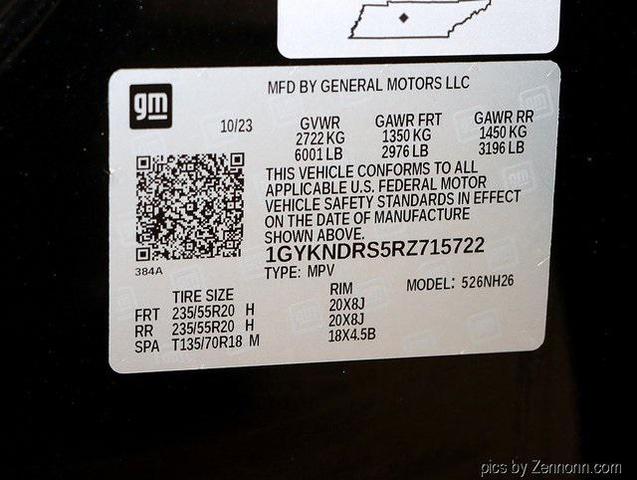 gm
MFD BY GENERAL MOTORS LLC
10/23 GVWR GAWR FRT GAWR RR
2722 KG 1350 KG 1450 KG
6001 LB 2976 LB 3196 LB
THIS VEHICLE CONFORMS TO ALL
APPLICABLE U.S. FEDERAL MOTOR
VEHICLE SAFETY STANDARDS IN EFFECT
ON THE DATE OF MANUFACTURE
SHOWN ABOVE.
1GYKNDRS5RZ715722
384A
TYPE: MPV MODEL: 526NH26
TIRE SIZE RIM
FRT 235/55R20 H 20X8J
RR 235/55R20 H 20X8J
SPA T135/70R18 M 18X4.5B
pics by Zennonn.com